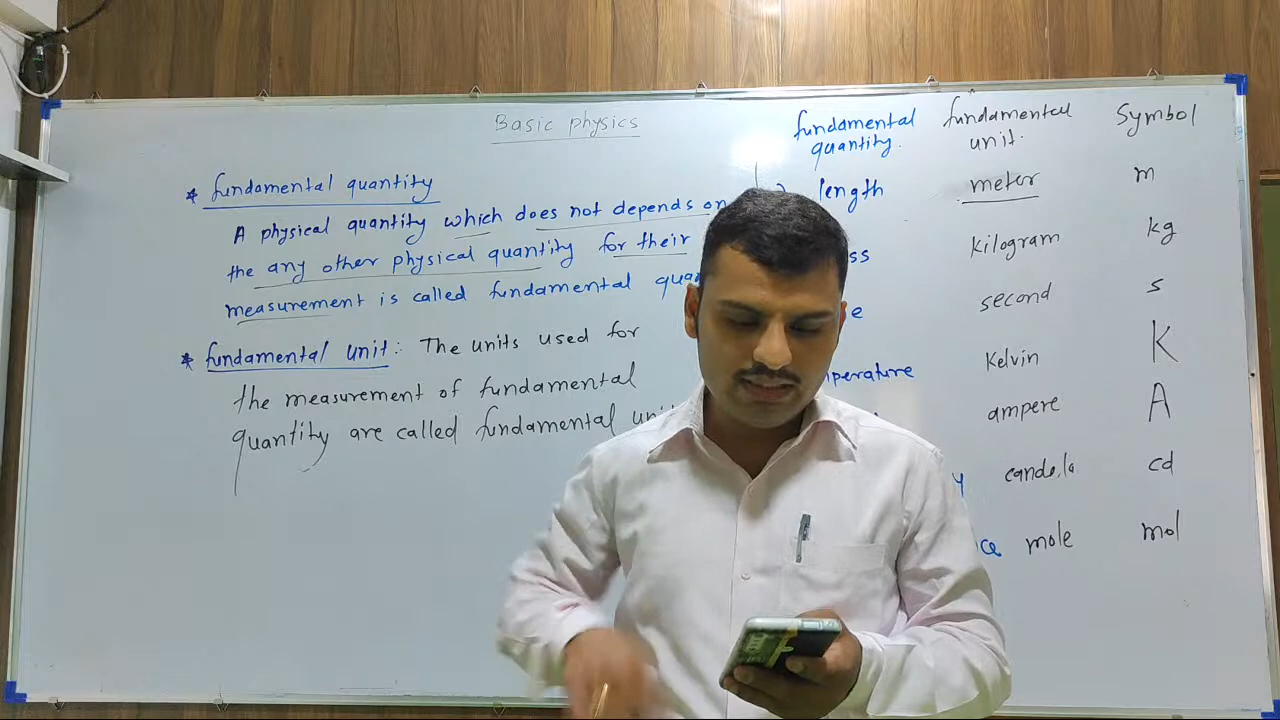 Basic physics
* fundamental quantity
A physical quantity which does not depends on
the any other physical quantity for their
measurement is called fundamental
* fundamental unit:- The units used for
the measurement of fundamental
quantity are called fundamental
fundamental quantity. fundamental unit. Symbol
length meter m
kilogram kg
second s
Kelvin K
ampere A
candela cd
mole mol